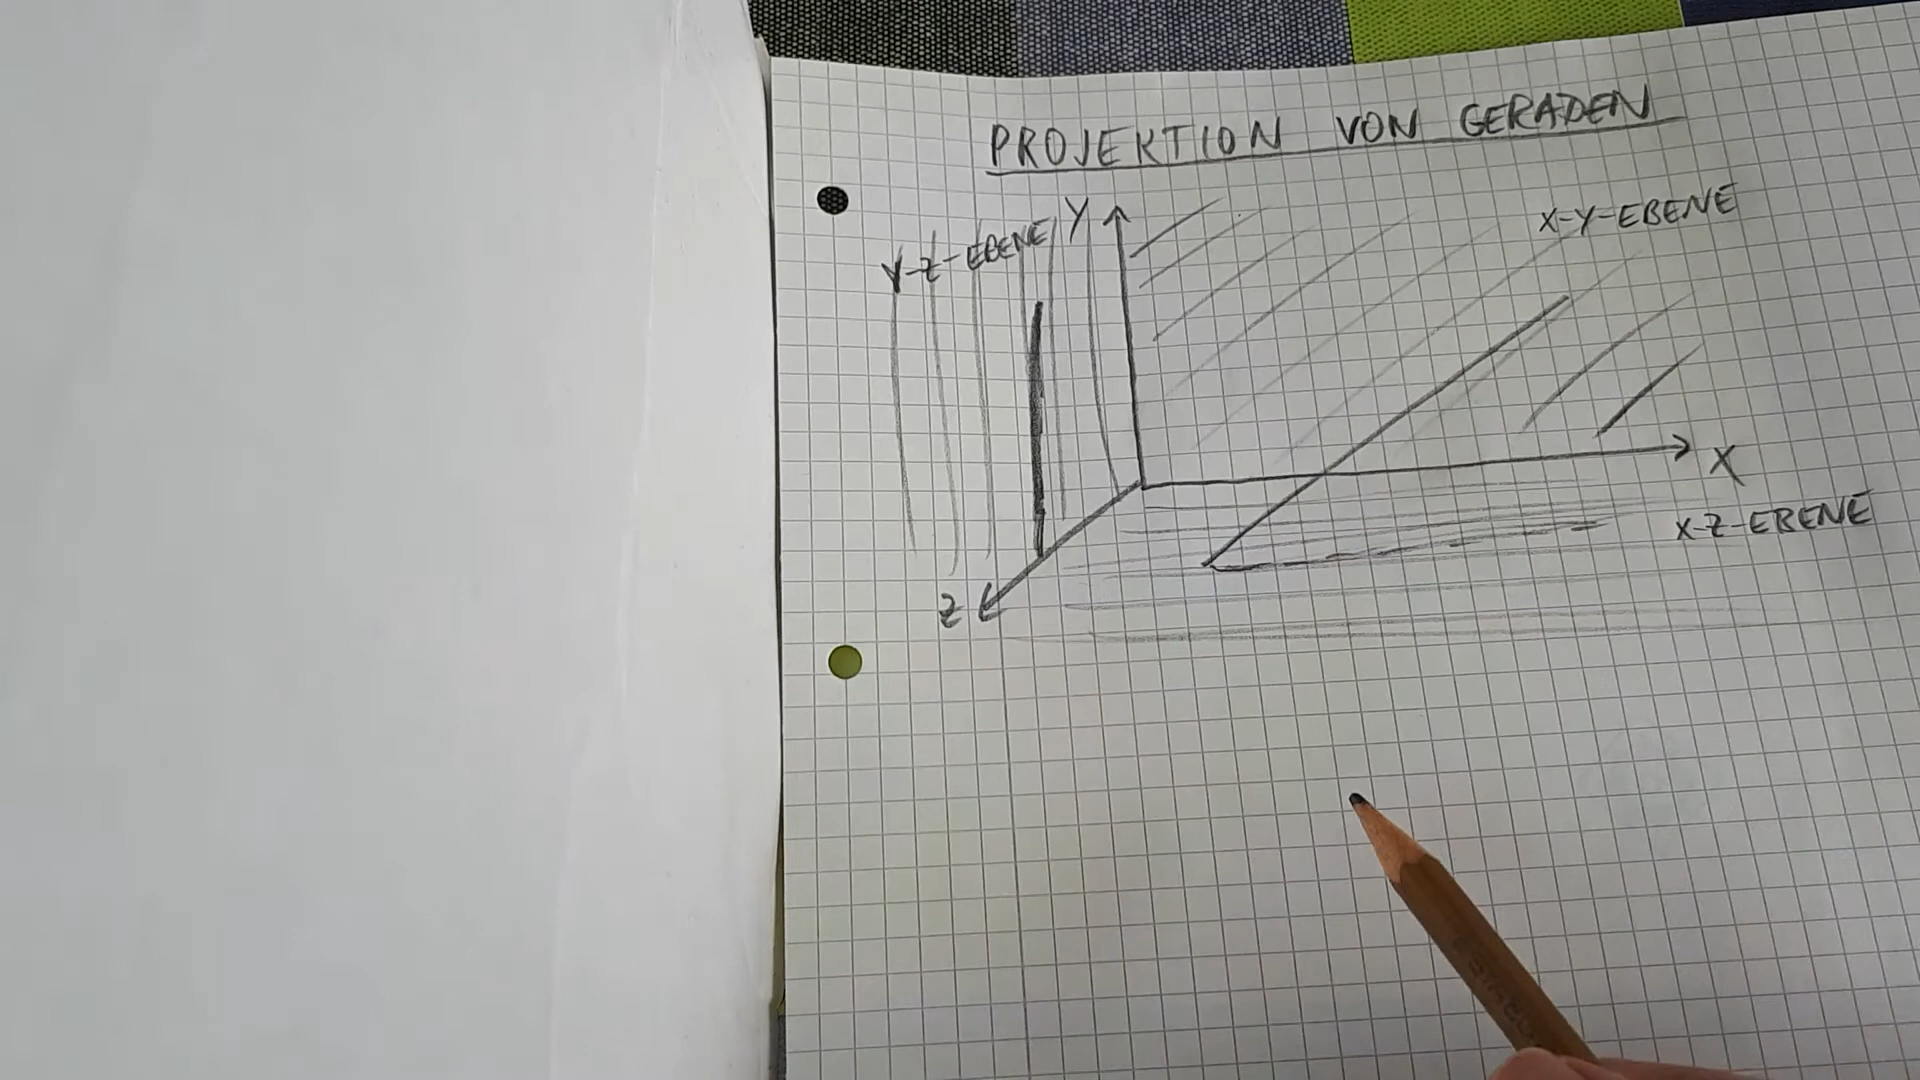 PROJEKTION VON GERADEN
Y-Z-EBENE
Y
X-Y-EBENE
X
X-Z-EBENE
Z